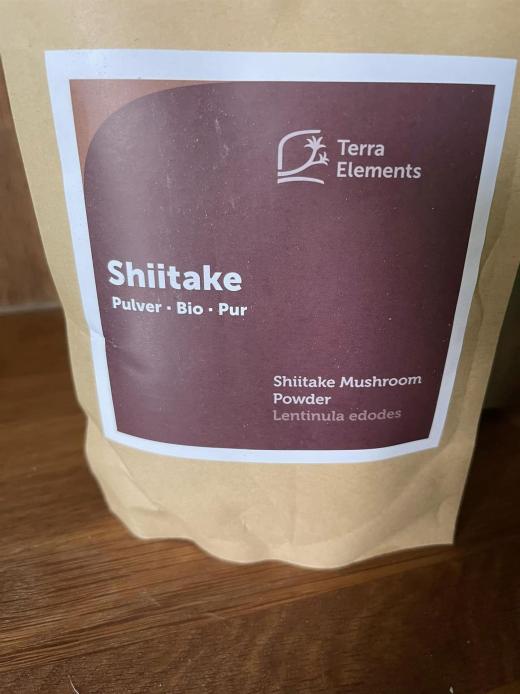 Terra
Elements
Shiitake
Pulver · Bio · Pur
Shiitake Mushroom
Powder
Lentinula edodes